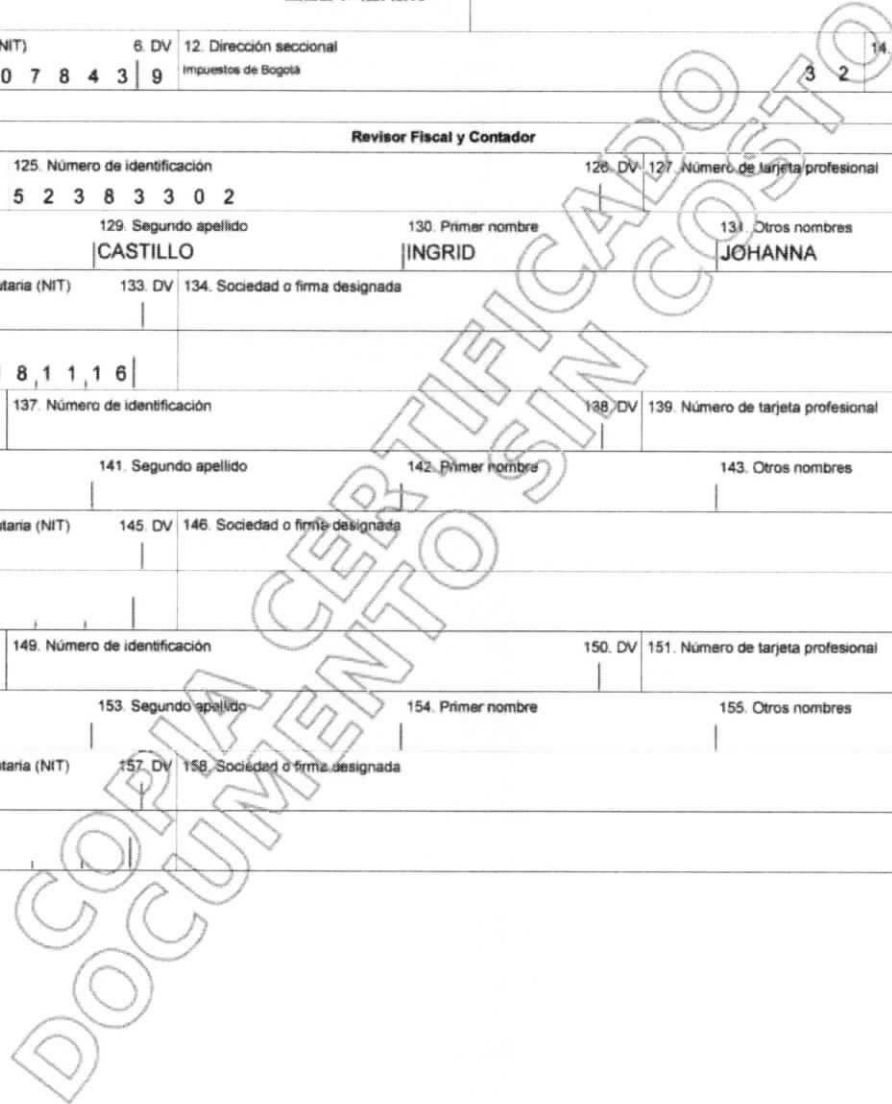 NIT) 6. DV 12. Dirección seccional 14.
0 7 8 4 3 9 Impuestos de Bogotá 3 2
Revisor Fiscal y Contador
125. Número de identificación 126. DV 127. Número de tarjeta profesional
5 2 3 8 3 3 0 2
129. Segundo apellido 130. Primer nombre 131. Otros nombres
CASTILLO INGRID JOHANNA
utaria (NIT) 133. DV 134. Sociedad o firma designada
8 1 1 1 6
137. Número de identificación 138. DV 139. Número de tarjeta profesional
141. Segundo apellido 142. Primer nombre 143. Otros nombres
utaria (NIT) 145. DV 146. Sociedad o firma designada
149. Número de identificación 150. DV 151. Número de tarjeta profesional
153. Segundo apellido 154. Primer nombre 155. Otros nombres
utaria (NIT) 157. DV 158. Sociedad o firma designada
COPIA CERTIFICADO
DOCUMENTO SIN COSTO